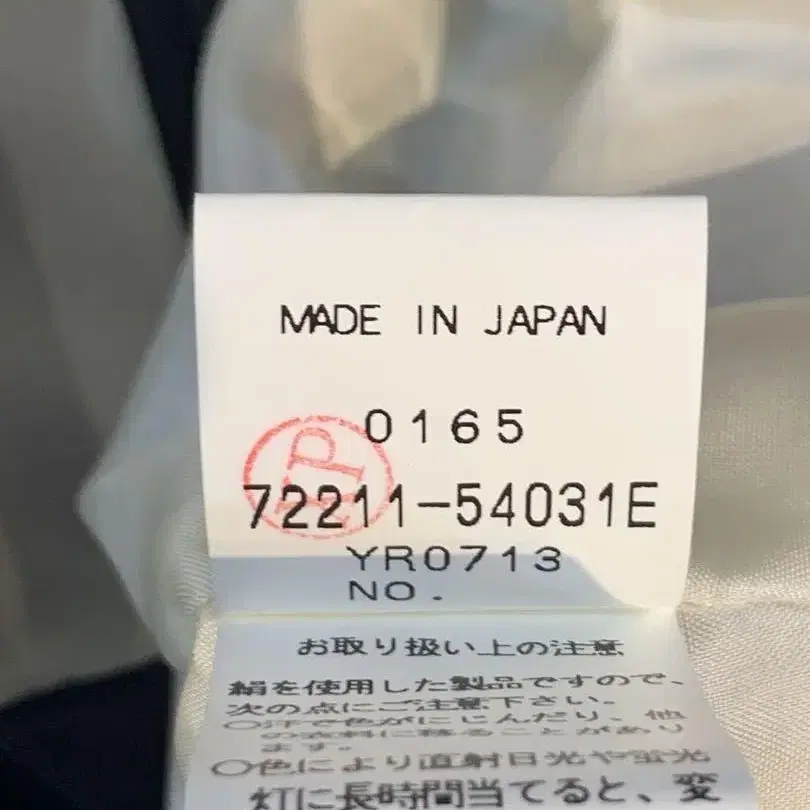 MADE IN JAPAN
0165
72211-54031E
YR0713
NO.
お取り扱い上の注意
絹を使用した製品ですので、
次の点にご注意下さい。
○汗で色がにじんだり、他
の衣料に移ることがあり
ます。
○色により直射日光や蛍光
灯に長時間当てると、変